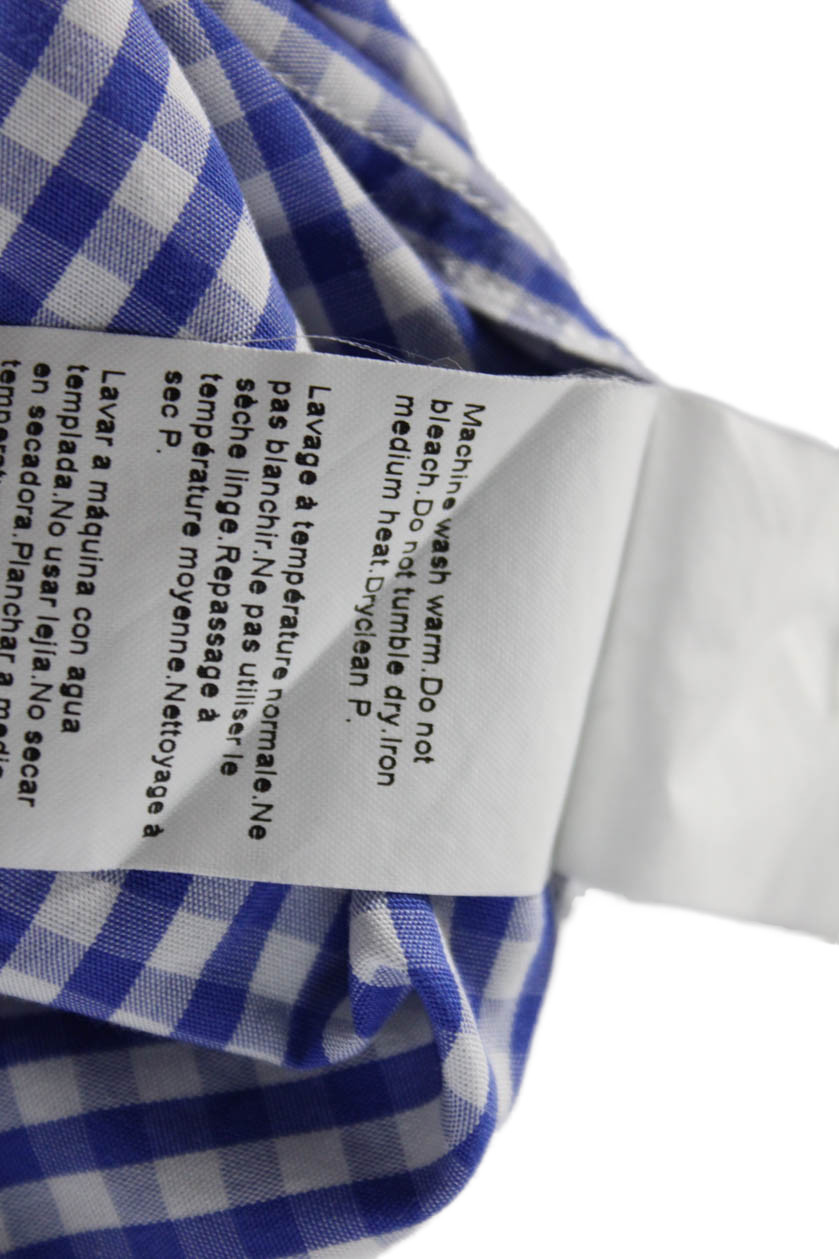 Machine wash warm.Do not
bleach.Do not tumble dry.Iron
medium heat.Dryclean P.
Lavage à température normale.Ne
pas blanchir.Ne pas utiliser le
sèche linge.Repassage à
température moyenne.Nettoyage à
sec P.
Lavar a máquina con agua
templada.No usar lejía.No secar
en secadora.Planchar a medio